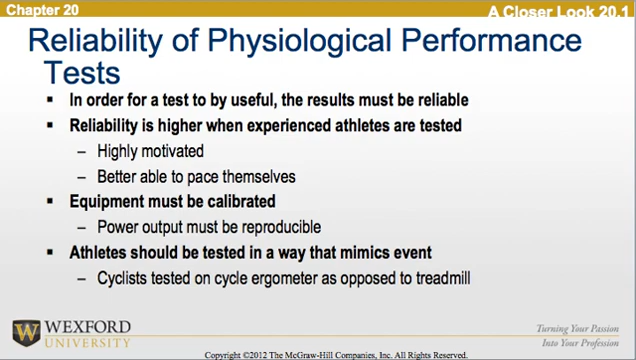 Chapter 20
A Closer Look 20.1
Reliability of Physiological Performance
Tests
▪ In order for a test to by useful, the results must be reliable
▪ Reliability is higher when experienced athletes are tested
– Highly motivated
– Better able to pace themselves
▪ Equipment must be calibrated
– Power output must be reproducible
▪ Athletes should be tested in a way that mimics event
– Cyclists tested on cycle ergometer as opposed to treadmill
W WEXFORD
UNIVERSITY
Turning Your Passion
Into Your Profession
Copyright ©2012 The McGraw-Hill Companies, Inc. All Rights Reserved.